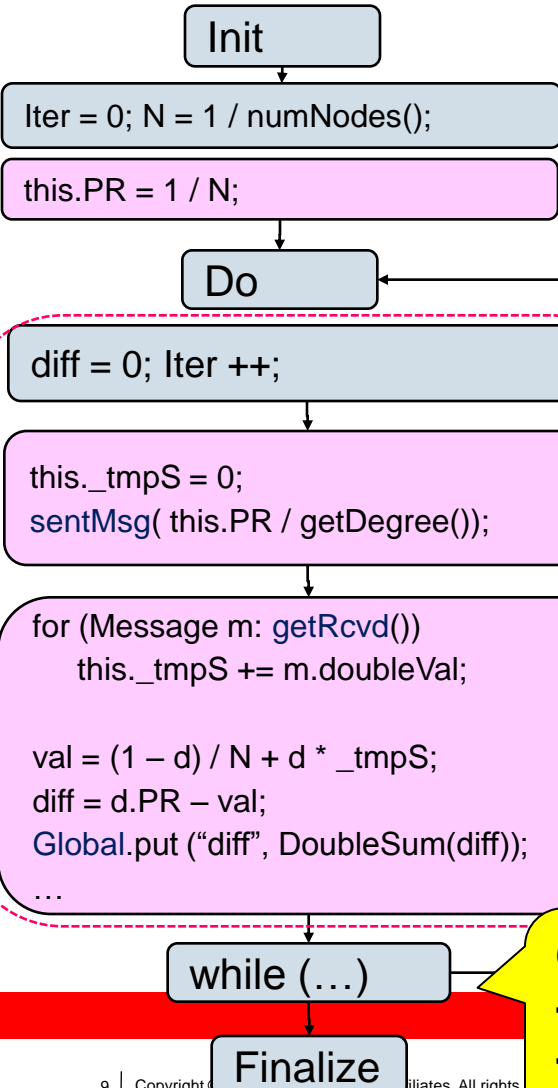 Init
Iter = 0; N = 1 / numNodes();
this.PR = 1 / N;
Do
diff = 0; Iter ++;
this._tmpS = 0;
sentMsg( this.PR / getDegree());
for (Message m: getRcvd())
this._tmpS += m.doubleVal;
val = (1 – d) / N + d * _tmpS;
diff = d.PR – val;
Global.put (“diff”, DoubleSum(diff));
…
while (…)
Finalize
9 | Copyright © iliates. All rights